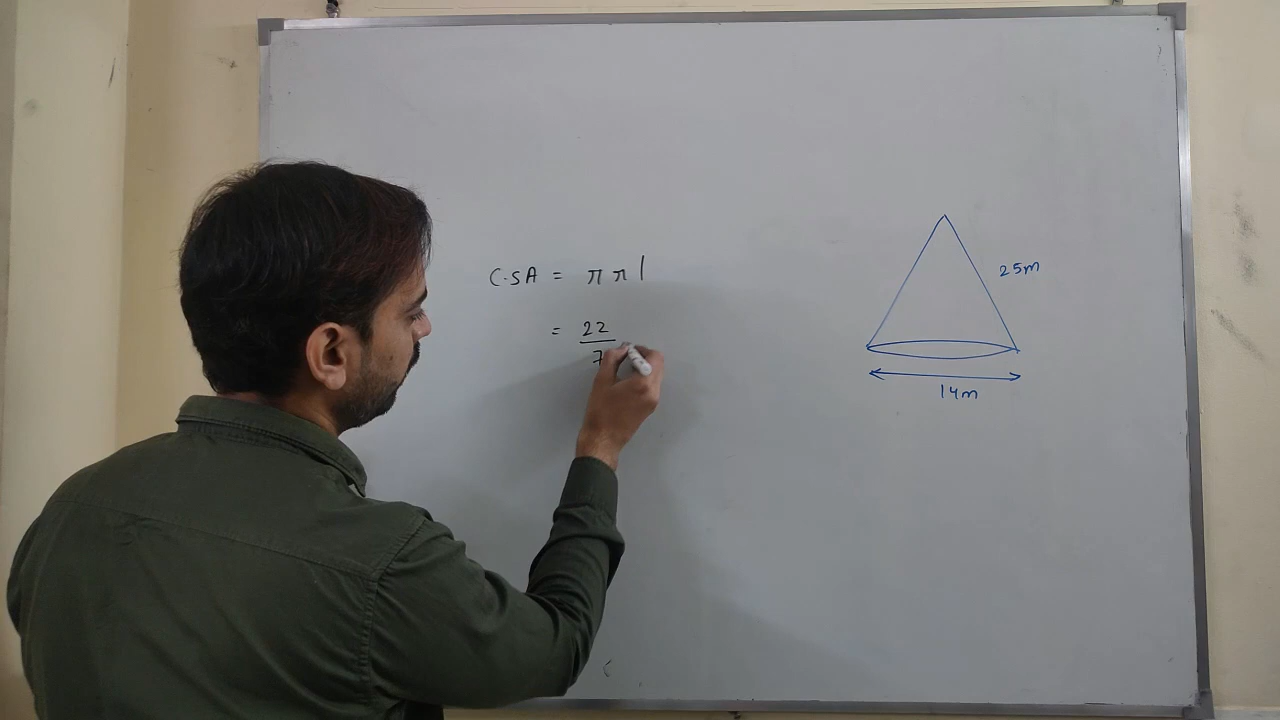 C.SA = π π l
= 22/7
25m
14m